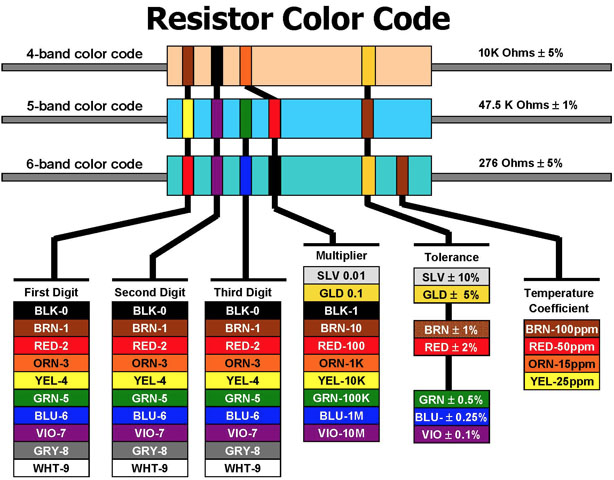 Resistor Color Code
4-band color code
10K Ohms ± 5%
5-band color code
47.5 K Ohms ± 1%
6-band color code
276 Ohms ± 5%
First Digit
BLK-0
BRN-1
RED-2
ORN-3
YEL-4
GRN-5
BLU-6
VIO-7
GRY-8
WHT-9
Second Digit
BLK-0
BRN-1
RED-2
ORN-3
YEL-4
GRN-5
BLU-6
VIO-7
GRY-8
WHT-9
Third Digit
BLK-0
BRN-1
RED-2
ORN-3
YEL-4
GRN-5
BLU-6
VIO-7
GRY-8
WHT-9
Multiplier
SLV 0.01
GLD 0.1
BLK-1
BRN-10
RED-100
ORN-1K
YEL-10K
GRN-100K
BLU-1M
VIO-10M
Tolerance
SLV ± 10%
GLD ± 5%
BRN ± 1%
RED ± 2%
GRN ± 0.5%
BLU- ± 0.25%
VIO ± 0.1%
Temperature
Coefficient
BRN-100ppm
RED-50ppm
ORN-15ppm
YEL-25ppm